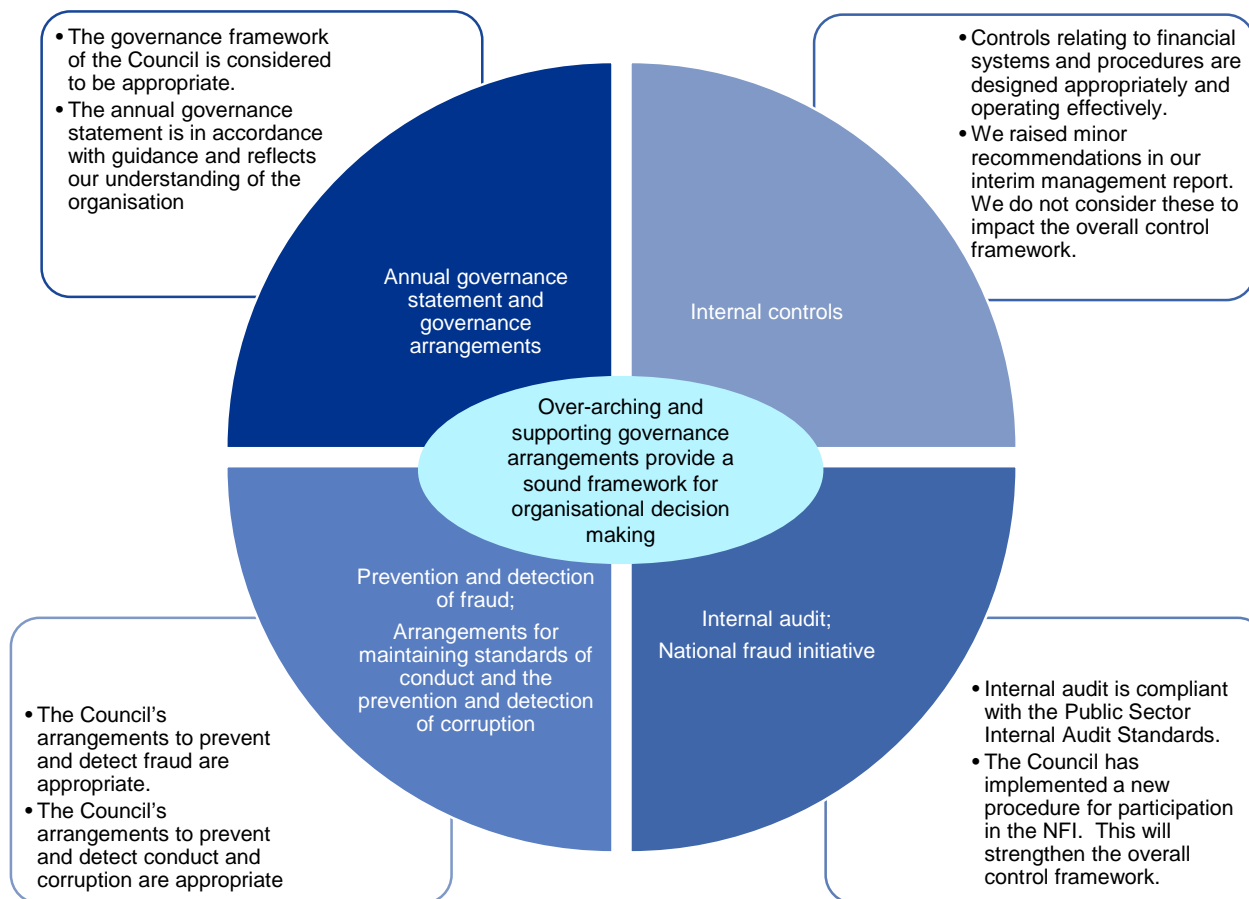 • The governance framework
of the Council is considered
to be appropriate.
• The annual governance
statement is in accordance
with guidance and reflects
our understanding of the
organisation
• Controls relating to financial
systems and procedures are
designed appropriately and
operating effectively.
• We raised minor
recommendations in our
interim management report.
We do not consider these to
impact the overall control
framework.
Annual governance
statement and
governance
arrangements
Internal controls
Over-arching and
supporting governance
arrangements provide a
sound framework for
organisational decision
making
Prevention and detection
of fraud;
Arrangements for
maintaining standards of
conduct and the
prevention and detection
of corruption
Internal audit;
National fraud initiative
• The Council's
arrangements to prevent
and detect fraud are
appropriate.
• The Council's
arrangements to prevent
and detect conduct and
corruption are appropriate
• Internal audit is compliant
with the Public Sector
Internal Audit Standards.
• The Council has
implemented a new
procedure for participation
in the NFI.  This will
strengthen the overall
control framework.